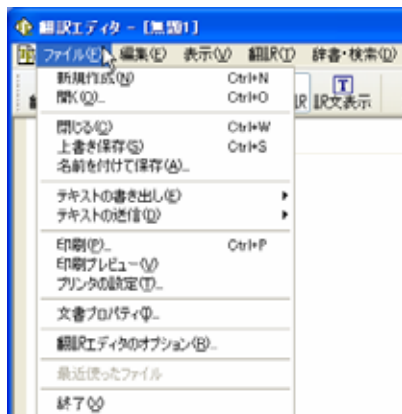 翻訳エディタ - [無題1]
ファイル(F) 編集(E) 表示(V) 翻訳(T) 辞書・検索(D)
新規作成(N) Ctrl+N
開く(O)... Ctrl+O
訳文表示
閉じる(C) Ctrl+W
上書き保存(S) Ctrl+S
名前を付けて保存(A)...
テキストの書き出し(E)
テキストの送信(D)
印刷(P)... Ctrl+P
印刷プレビュー(V)
プリンタの設定(T)...
文書プロパティ(I)...
翻訳エディタのオプション(B)...
最近使ったファイル
終了(X)